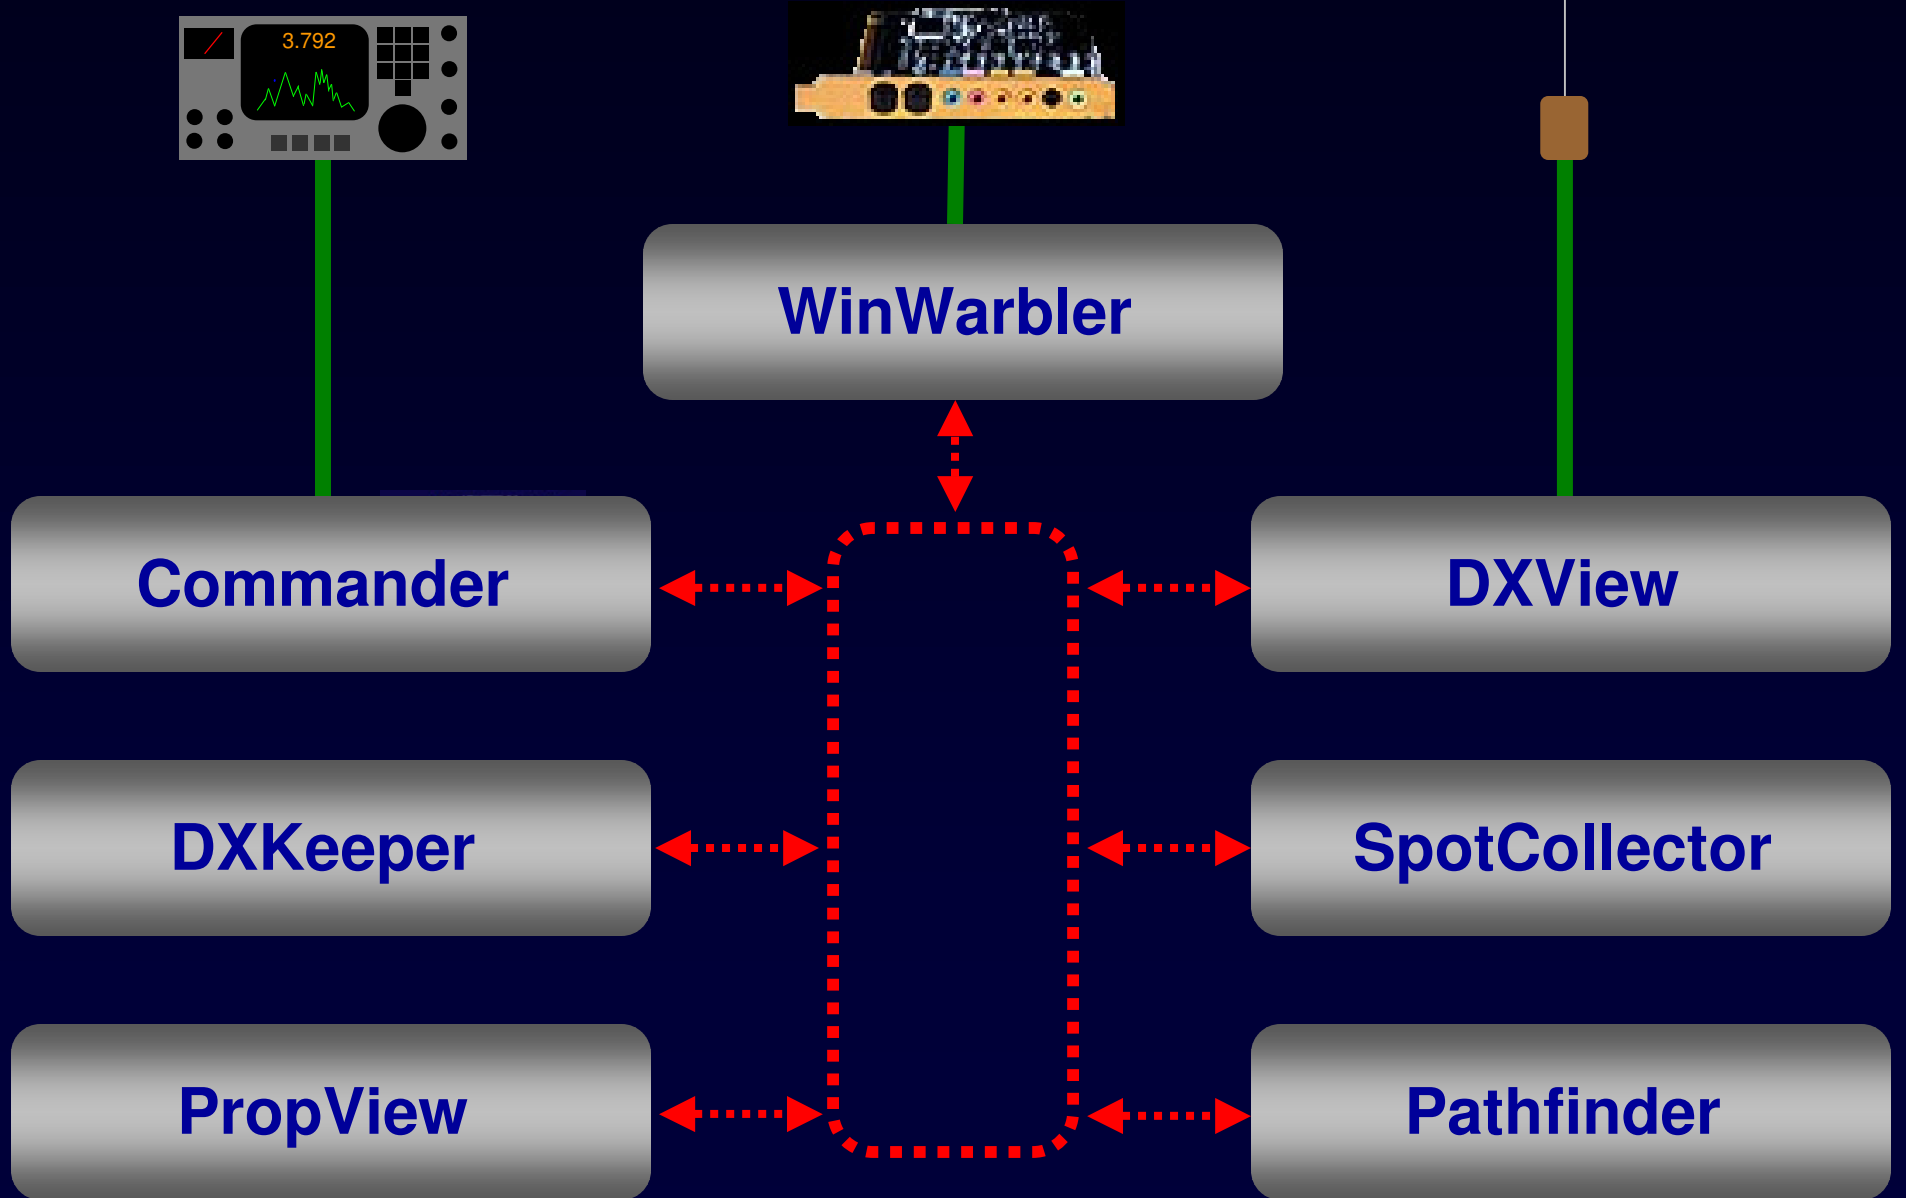 3.792
WinWarbler
Commander
DXView
DXKeeper
SpotCollector
PropView
Pathfinder